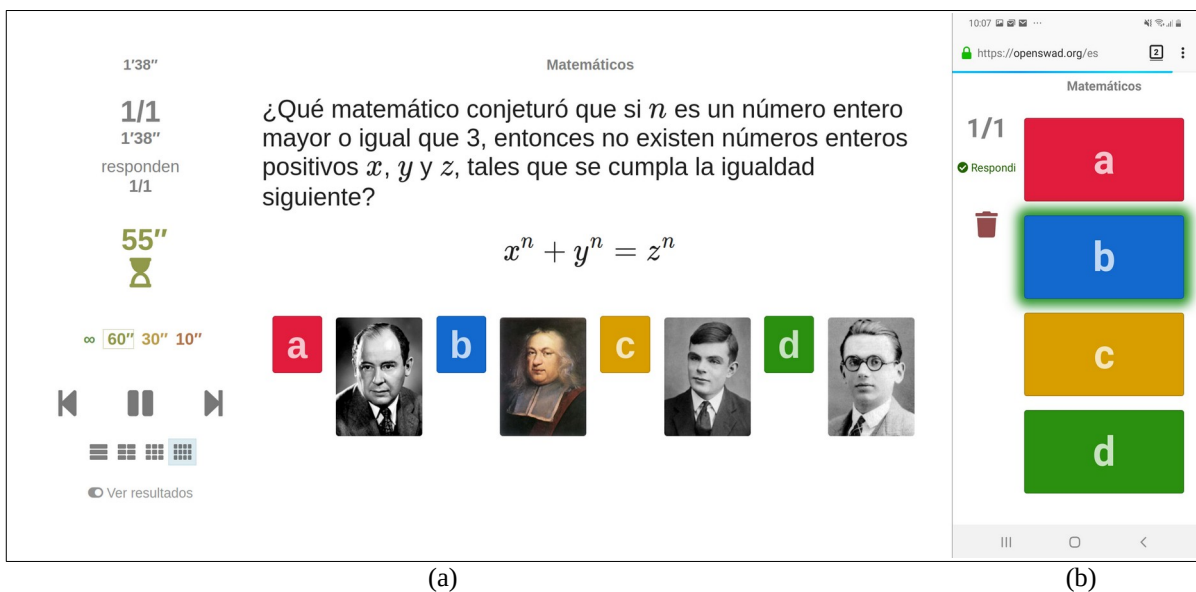 1′38″
1/1
1′38″
responden
1/1
55″
∞ 60″ 30″ 10″
Ver resultados
Matemáticos
¿Qué matemático conjeturó que si n es un número entero
mayor o igual que 3, entonces no existen números enteros
positivos x, y y z, tales que se cumpla la igualdad
siguiente?
xⁿ + yⁿ = zⁿ
a b c d
10:07 ···
https://openswad.org/es 2
Matemáticos
1/1
Respondi
a
b
c
d
(a)
(b)